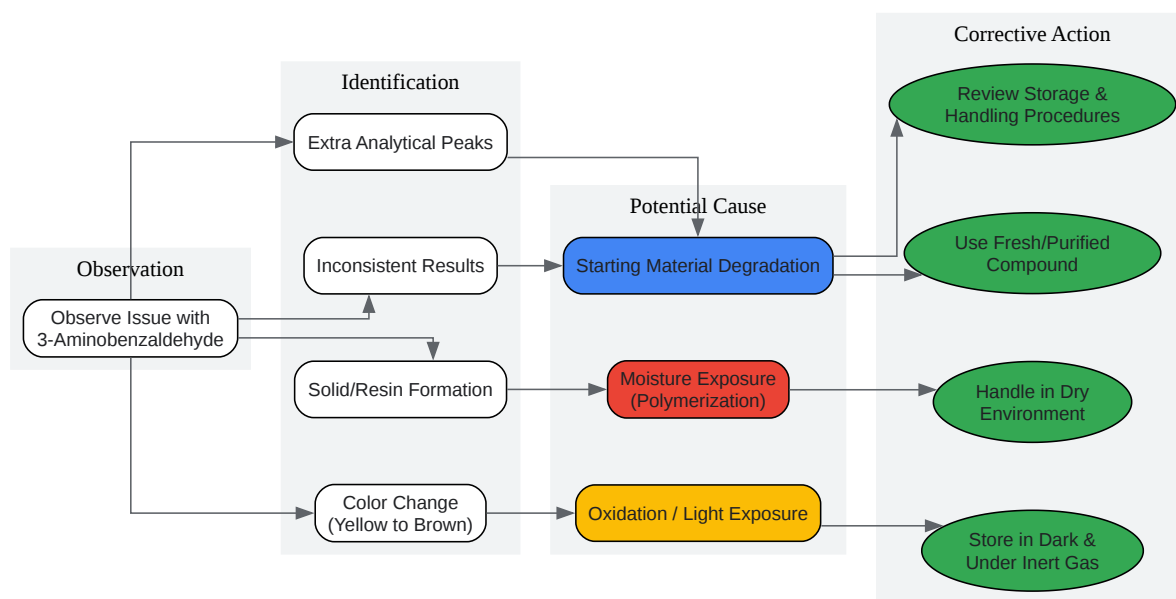 Observation
Observe Issue with
3-Aminobenzaldehyde
Identification
Extra Analytical Peaks
Inconsistent Results
Solid/Resin Formation
Color Change
(Yellow to Brown)
Potential Cause
Starting Material Degradation
Moisture Exposure
(Polymerization)
Oxidation / Light Exposure
Corrective Action
Review Storage &
Handling Procedures
Use Fresh/Purified
Compound
Handle in Dry
Environment
Store in Dark &
Under Inert Gas